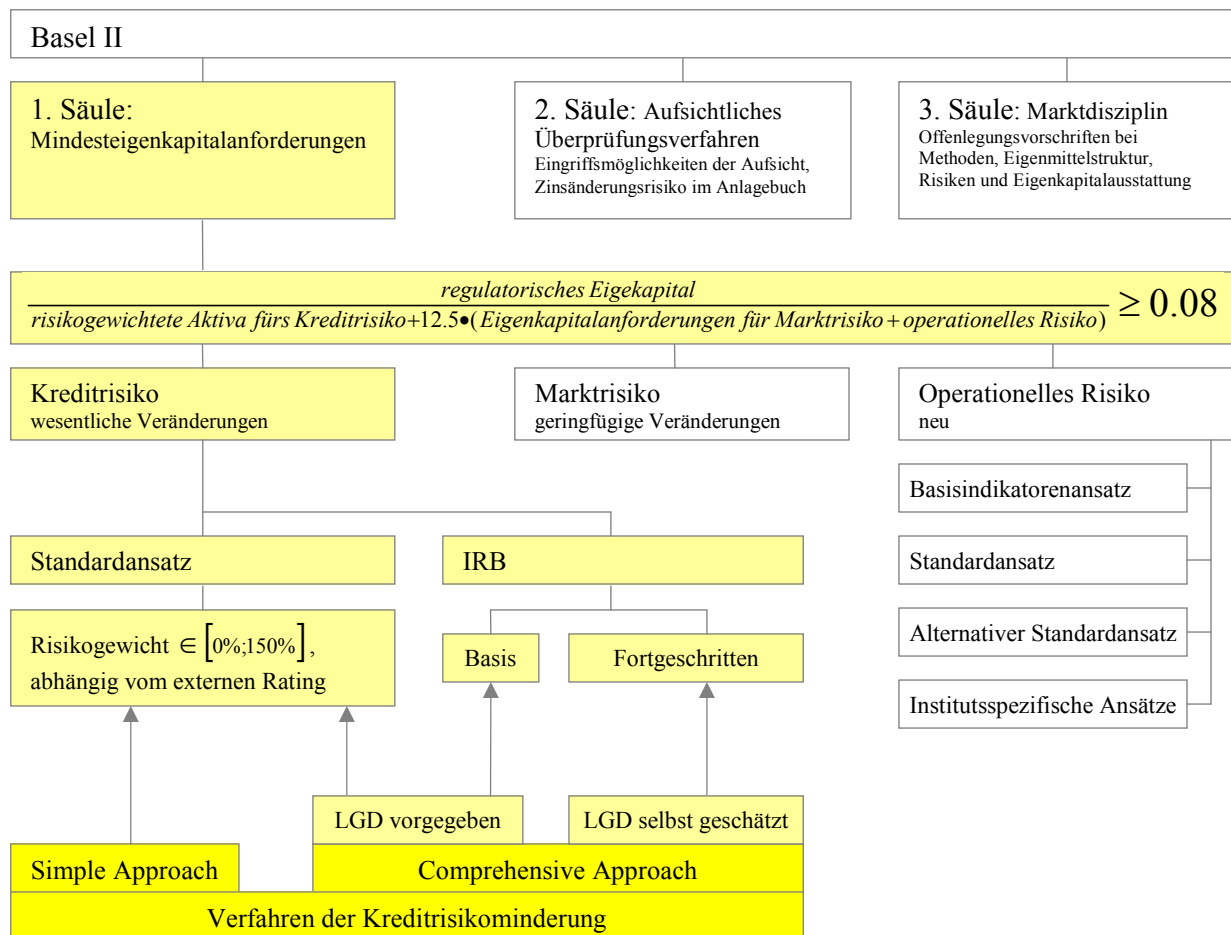 Basel II
1. Säule:
Mindesteigenkapitalanforderungen
2. Säule: Aufsichtliches
Überprüfungsverfahren
Eingriffsmöglichkeiten der Aufsicht,
Zinsänderungsrisiko im Anlagebuch
3. Säule: Marktdisziplin
Offenlegungsvorschriften bei
Methoden, Eigenmittelstruktur,
Risiken und Eigenkapitalausstattung
regulatorisches Eigekapital
risikogewichtete Aktiva fürs Kreditrisiko+12.5•(Eigenkapitalanforderungen für Marktrisiko+operationelles Risiko)
≥ 0.08
Kreditrisiko
wesentliche Veränderungen
Marktrisiko
geringfügige Veränderungen
Operationelles Risiko
neu
Basisindikatorenansatz
Standardansatz
Alternativer Standardansatz
Institutsspezifische Ansätze
Standardansatz
IRB
Risikogewicht ∈ [0%;150%],
abhängig vom externen Rating
Basis
Fortgeschritten
LGD vorgegeben
LGD selbst geschätzt
Simple Approach
Comprehensive Approach
Verfahren der Kreditrisikominderung